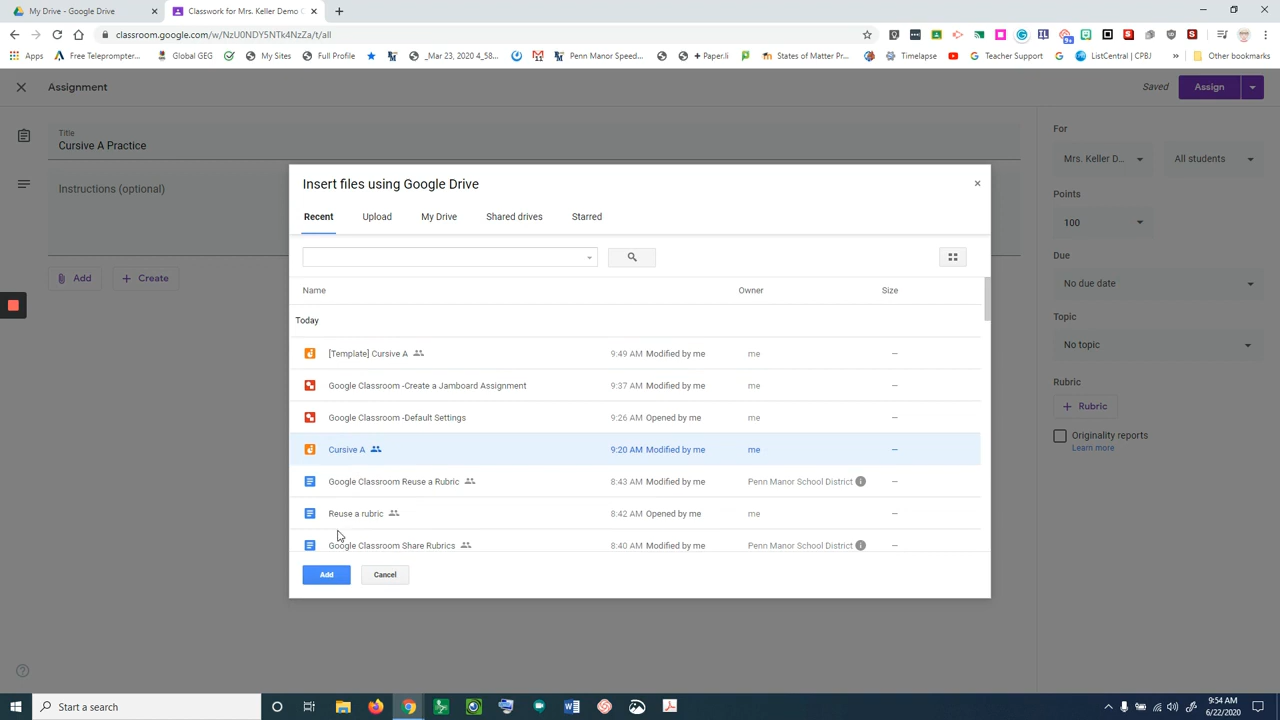 My Drive - Google Drive
Classwork for Mrs. Keller Demo
classroom.google.com/w/NzU0NDY5NTk4NzZa/t/all
Apps
Free Teleprompter...
Global GEG
My Sites
Full Profile
_Mar 23, 2020 4_58...
Penn Manor Speed...
+ Paper.li
States of Matter Pr...
Timelapse
Teacher Support
ListCentral | CPBJ
»
Other bookmarks
Assignment
Saved
Assign
Title
Cursive A Practice
Instructions (optional)
Add
Create
For
Mrs. Keller D...
All students
Points
100
Due
No due date
Topic
No topic
Rubric
+ Rubric
Originality reports
Learn more
Insert files using Google Drive
×
Recent
Upload
My Drive
Shared drives
Starred
Name
Owner
Size
Today
[Template] Cursive A
9:49 AM Modified by me
me
—
Google Classroom -Create a Jamboard Assignment
9:37 AM Modified by me
me
—
Google Classroom -Default Settings
9:26 AM Opened by me
me
—
Cursive A
9:20 AM Modified by me
me
—
Google Classroom Reuse a Rubric
8:43 AM Modified by me
Penn Manor School District
—
Reuse a rubric
8:42 AM Opened by me
me
—
Google Classroom Share Rubrics
8:40 AM Modified by me
Penn Manor School District
—
Add
Cancel
Start a search
9:54 AM
6/22/2020